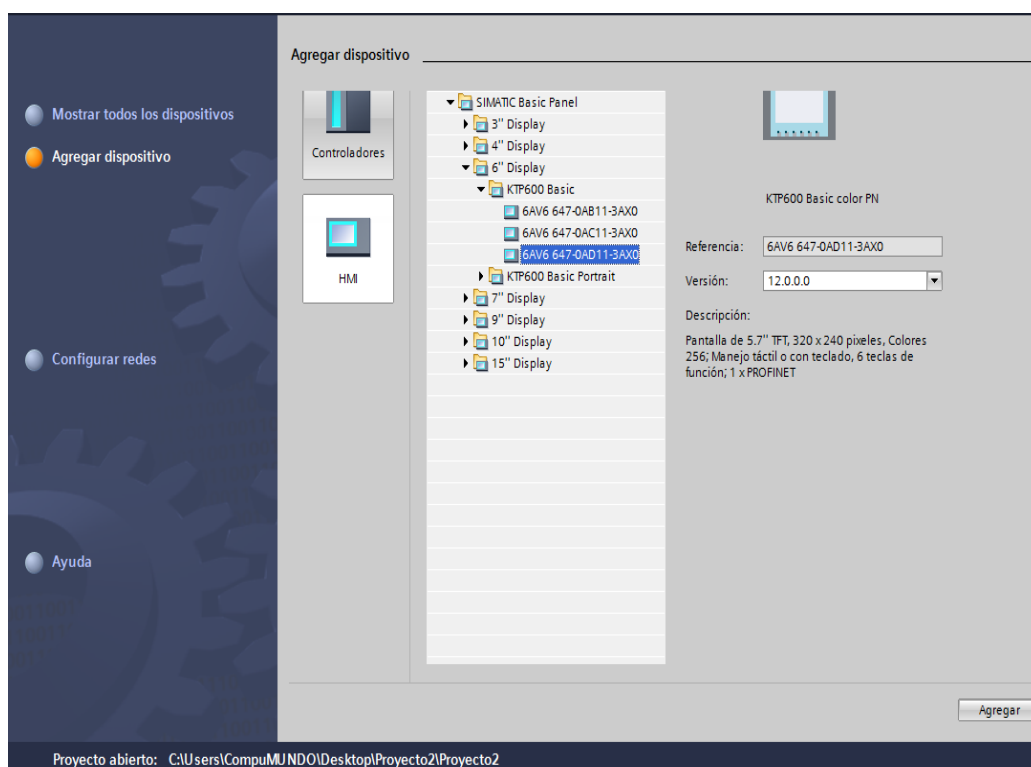 Agregar dispositivo
Mostrar todos los dispositivos
Agregar dispositivo
Configurar redes
Ayuda
Controladores
HMI
SIMATIC Basic Panel
3" Display
4" Display
6" Display
KTP600 Basic
6AV6 647-0AB11-3AX0
6AV6 647-0AC11-3AX0
6AV6 647-0AD11-3AX0
KTP600 Basic Portrait
7" Display
9" Display
10" Display
15" Display
KTP600 Basic color PN
Referencia: 6AV6 647-0AD11-3AX0
Versión: 12.0.0.0
Descripción:
Pantalla de 5.7" TFT, 320 x 240 pixeles, Colores
256; Manejo táctil o con teclado, 6 teclas de
función; 1 x PROFINET
Agregar
Proyecto abierto: C:\Users\CompuMUNDO\Desktop\Proyecto2\Proyecto2